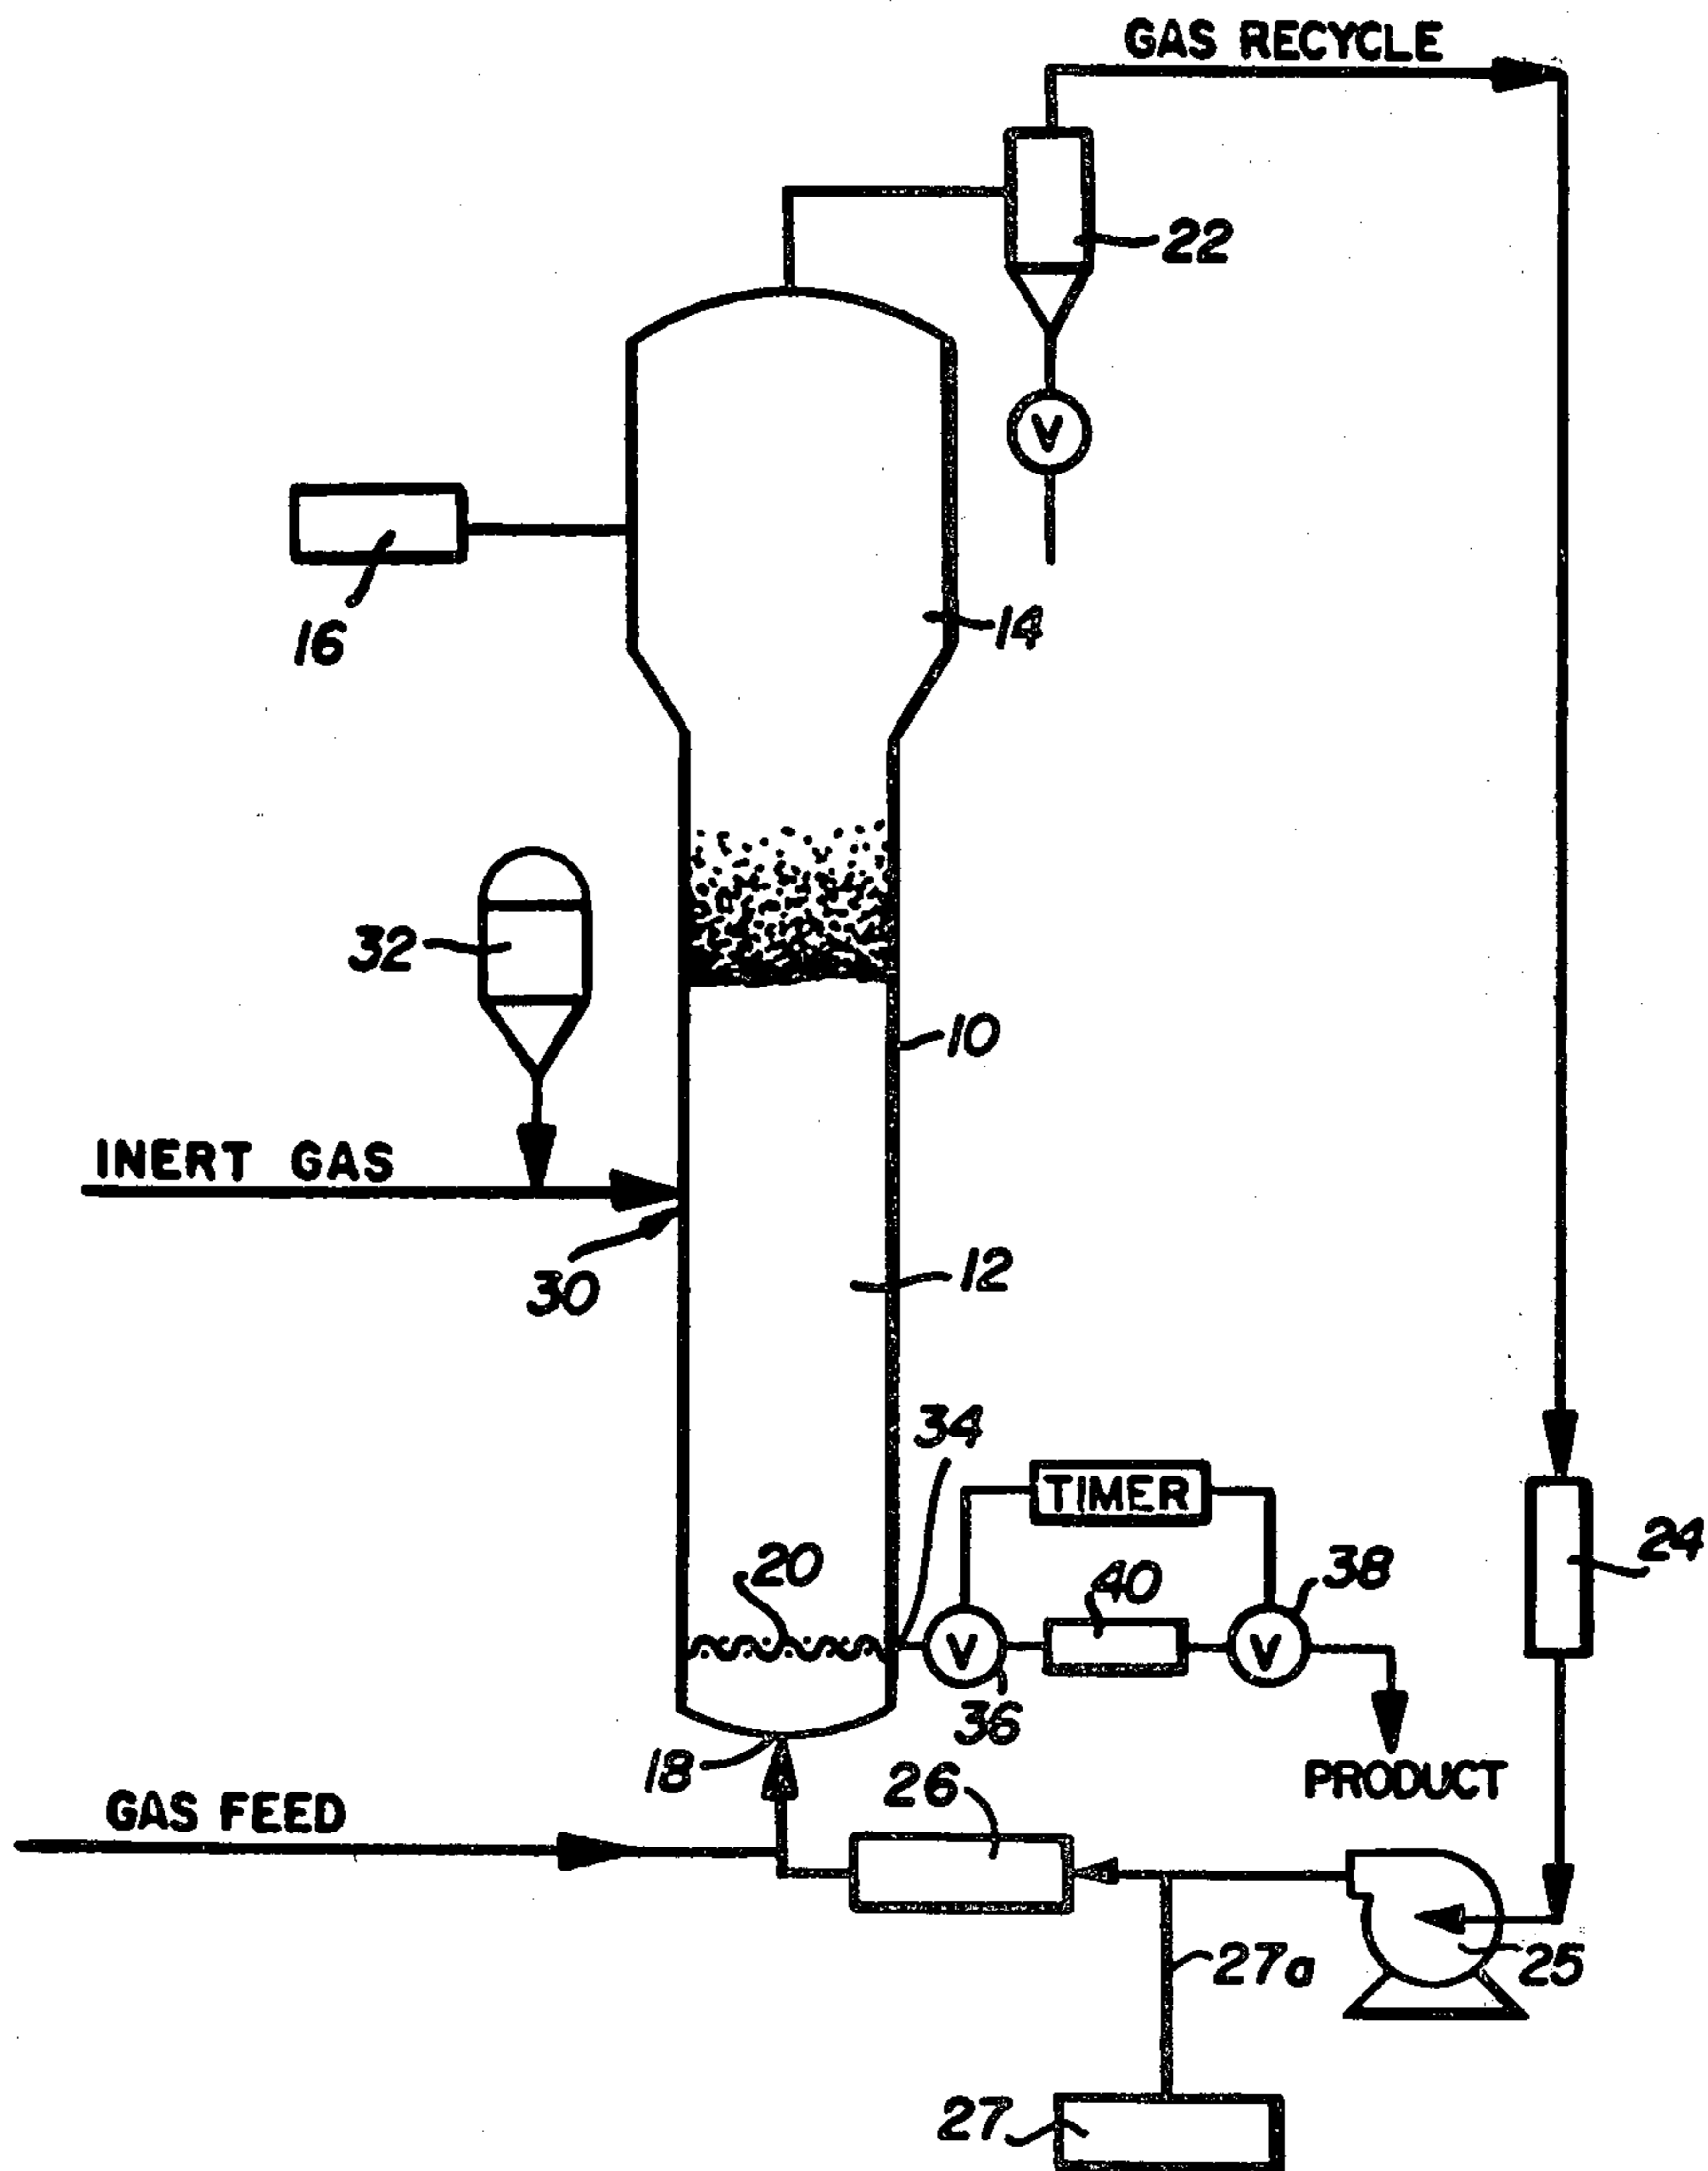 GAS RECYCLE
22
16
14
32
10
INERT GAS
30
12
34
TIMER
20
40
38
24
V
V
V
36
18
26
PRODUCT
GAS FEED
27a
25
27